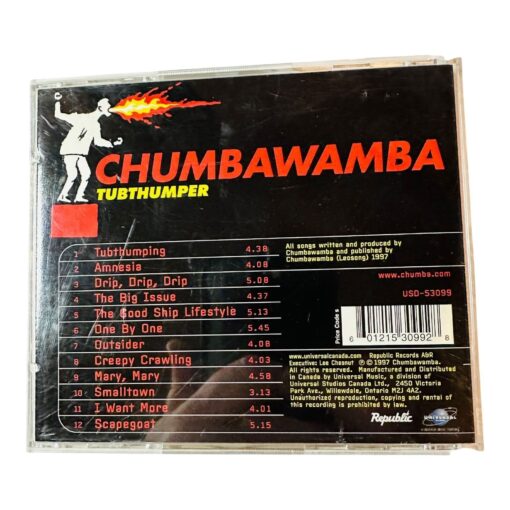 CHUMBAWAMBA
TUBTHUMPER
1 Tubthumping 4.38
2 Amnesia 4.08
3 Drip, Drip, Drip 5.08
4 The Big Issue 4.37
5 The Good Ship Lifestyle 5.13
6 One By One 5.45
7 Outsider 4.08
8 Creepy Crawling 4.03
9 Mary, Mary 4.58
10 Smalltown 3.13
11 I Want More 4.01
12 Scapegoat 5.15
All songs written and produced by
Chumbawamba and published by
Chumbawamba (Leosong) 1997
www.chumba.com
USD-53099
Price Code s
6 01215 30992 8
www.universalcanada.com Republic Records A&R
Executive: Lee Chesnut ℗ © 1997 Chumbawamba.
All rights reserved. Manufactured and Distributed
in Canada by Universal Music, a division of
Universal Studios Canada Ltd., 2450 Victoria
Park Ave., Willowdale, Ontario M2J 4A2.
Unauthorized reproduction, copying and rental of
this recording is prohibited by law.
Republic
UNIVERSAL